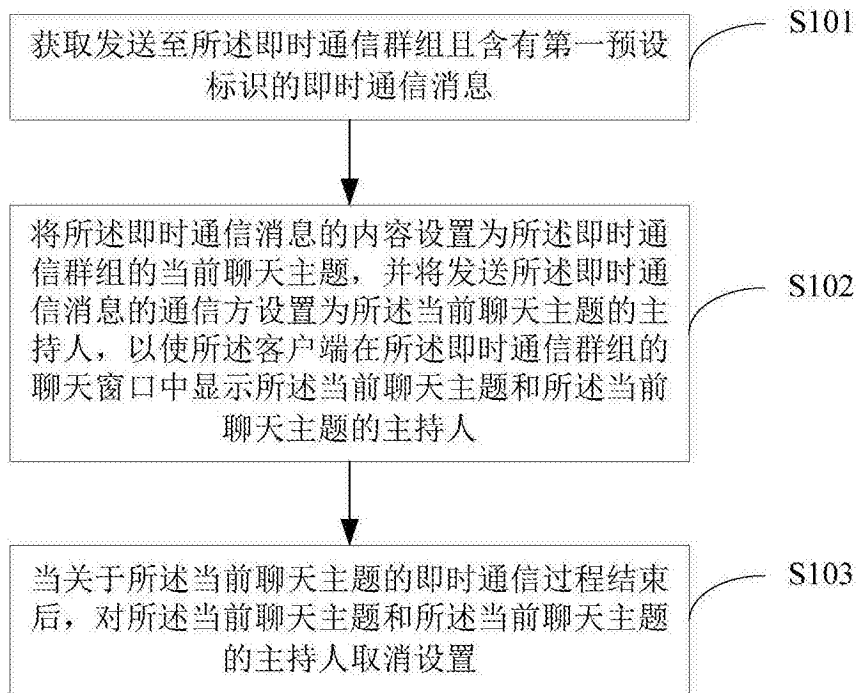 获取发送至所述即时通信群组且含有第一预设
标识的即时通信消息
S101
将所述即时通信消息的内容设置为所述即时通
信群组的当前聊天主题，并将发送所述即时通
信消息的通信方设置为所述当前聊天主题的主
持人，以使所述客户端在所述即时通信群组的
聊天窗口中显示所述当前聊天主题和所述当前
聊天主题的主持人
S102
当关于所述当前聊天主题的即时通信过程结束
后，对所述当前聊天主题和所述当前聊天主题
的主持人取消设置
S103